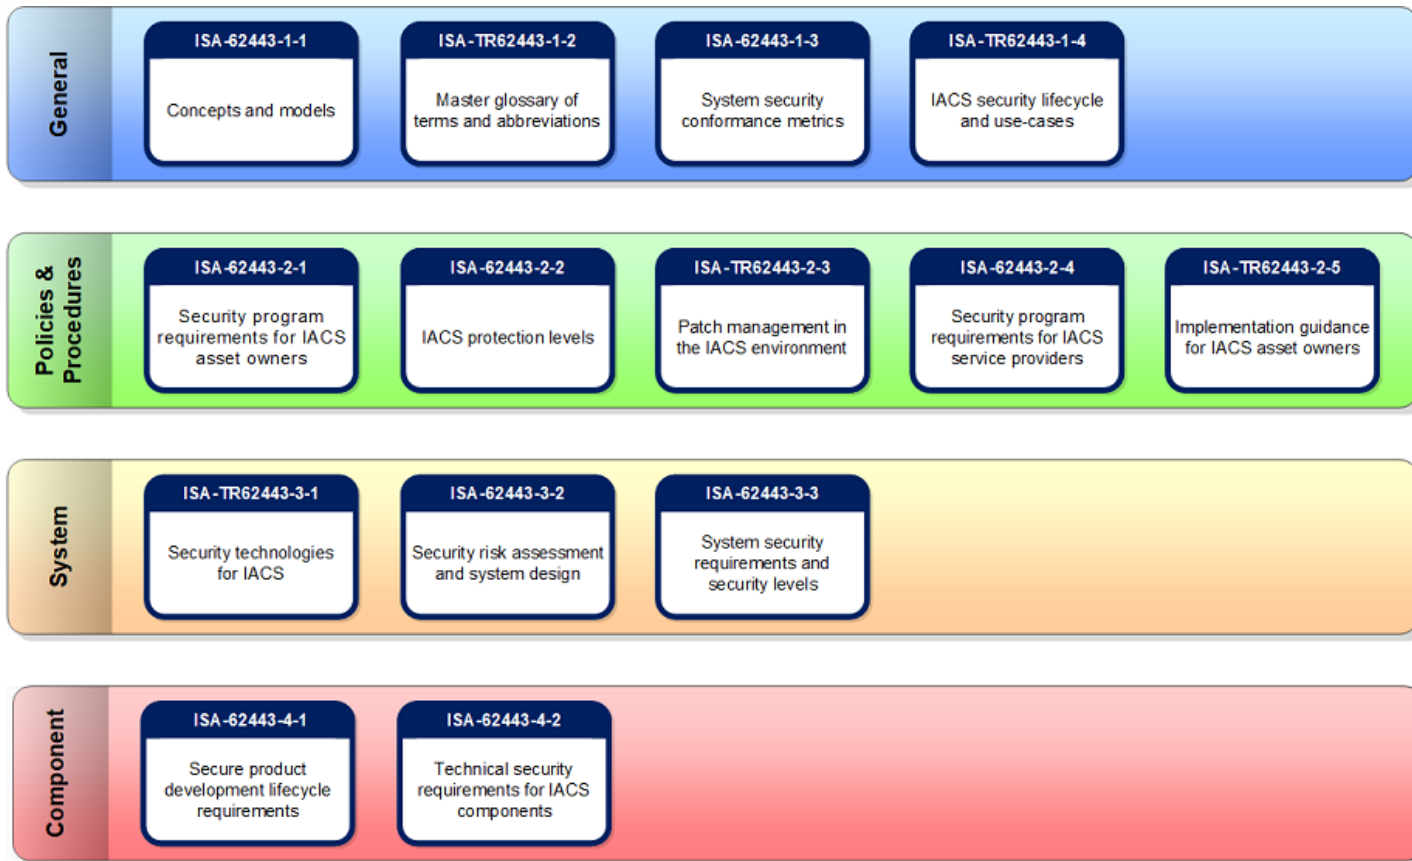 General
ISA-62443-1-1
Concepts and models
ISA-TR62443-1-2
Master glossary of
terms and abbreviations
ISA-62443-1-3
System security
conformance metrics
ISA-TR62443-1-4
IACS security lifecycle
and use-cases
Policies &
Procedures
ISA-62443-2-1
Security program
requirements for IACS
asset owners
ISA-62443-2-2
IACS protection levels
ISA-TR62443-2-3
Patch management in
the IACS environment
ISA-62443-2-4
Security program
requirements for IACS
service providers
ISA-TR62443-2-5
Implementation guidance
for IACS asset owners
System
ISA-TR62443-3-1
Security technologies
for IACS
ISA-62443-3-2
Security risk assessment
and system design
ISA-62443-3-3
System security
requirements and
security levels
Component
ISA-62443-4-1
Secure product
development lifecycle
requirements
ISA-62443-4-2
Technical security
requirements for IACS
components